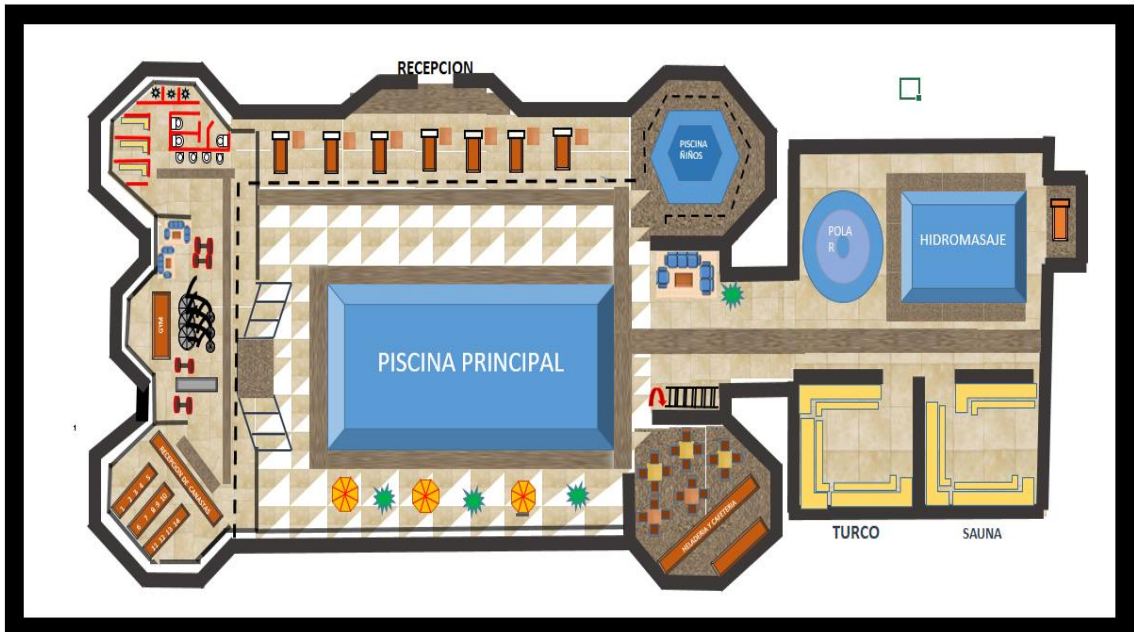 RECEPCION
PISCINA
ÑIÑOS
POLA
R
HIDROMASAJE
PISCINA PRINCIPAL
1
RECEPCION DE CANASTAS
1 2 3 4 5
6 7 8 9 10
11 12 13 14
HELADERIA Y CAFETERIA
TURCO
SAUNA